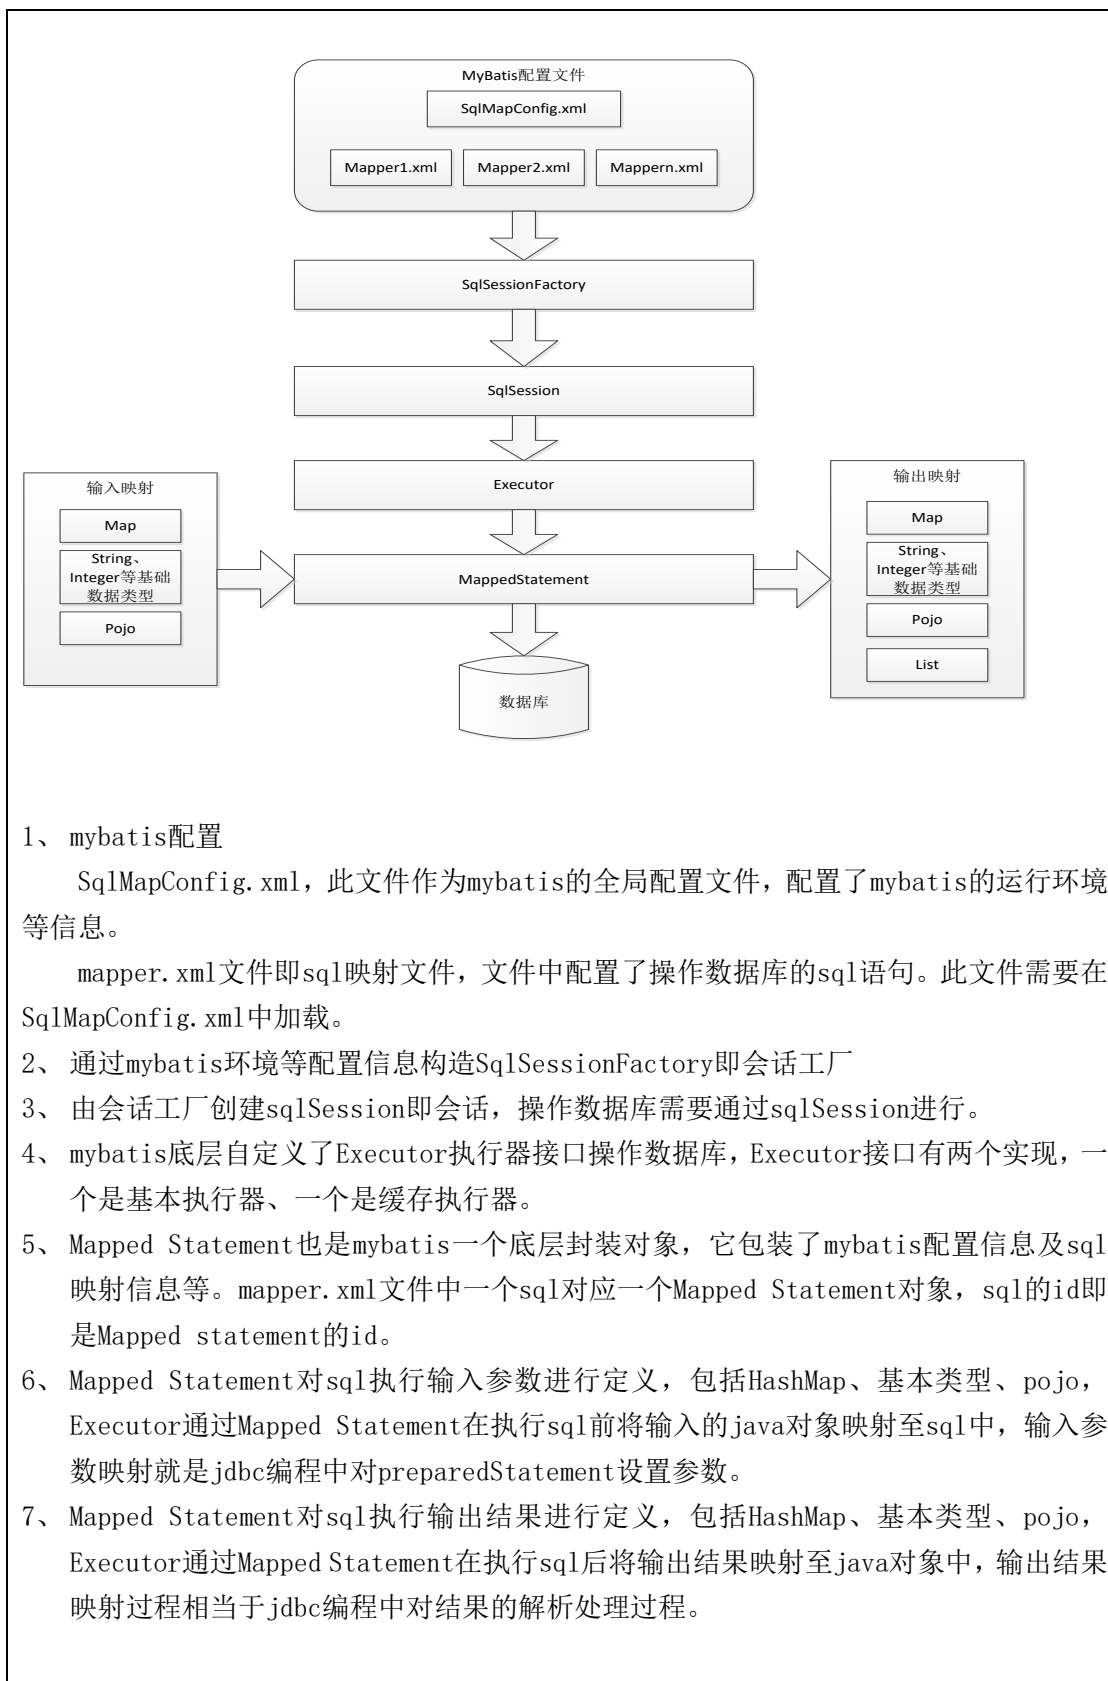 MyBatis配置文件
SqlMapConfig.xml
Mapper1.xml
Mapper2.xml
Mappern.xml
SqlSessionFactory
SqlSession
Executor
MappedStatement
数据库
输入映射
Map
String、
Integer等基础
数据类型
Pojo
输出映射
Map
String、
Integer等基础
数据类型
Pojo
List
1、 mybatis配置
SqlMapConfig.xml，此文件作为mybatis的全局配置文件，配置了mybatis的运行环境
等信息。
mapper.xml文件即sql映射文件，文件中配置了操作数据库的sql语句。此文件需要在
SqlMapConfig.xml中加载。
2、 通过mybatis环境等配置信息构造SqlSessionFactory即会话工厂
3、 由会话工厂创建sqlSession即会话，操作数据库需要通过sqlSession进行。
4、 mybatis底层自定义了Executor执行器接口操作数据库，Executor接口有两个实现，一
个是基本执行器、一个是缓存执行器。
5、 Mapped Statement也是mybatis一个底层封装对象，它包装了mybatis配置信息及sql
映射信息等。mapper.xml文件中一个sql对应一个Mapped Statement对象，sql的id即
是Mapped statement的id。
6、 Mapped Statement对sql执行输入参数进行定义，包括HashMap、基本类型、pojo，
Executor通过Mapped Statement在执行sql前将输入的java对象映射至sql中，输入参
数映射就是jdbc编程中对preparedStatement设置参数。
7、 Mapped Statement对sql执行输出结果进行定义，包括HashMap、基本类型、pojo，
Executor通过Mapped Statement在执行sql后将输出结果映射至java对象中，输出结果
映射过程相当于jdbc编程中对结果的解析处理过程。